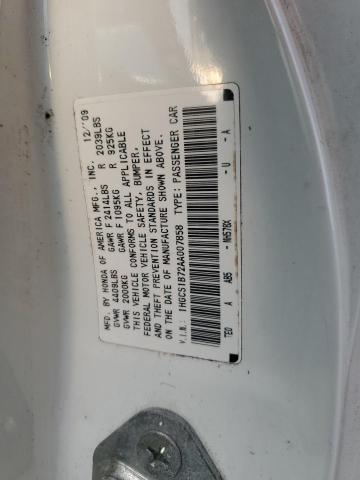 MFD. BY HONDA OF AMERICA MFG., INC. 12/'09
GVWR 4409LBS GAWR F 2414LBS R 2039LBS
GVWR 2000KG GAWR F 1095KG R 925KG
THIS VEHICLE CONFORMS TO ALL APPLICABLE
FEDERAL MOTOR VEHICLE SAFETY, BUMPER,
AND THEFT PREVENTION STANDARDS IN EFFECT
ON THE DATE OF MANUFACTURE SHOWN ABOVE.
V.I.N.: 1HGCS1B72AA007858 TYPE: PASSENGER CAR
TEO A AB5 - NH578X - U - A